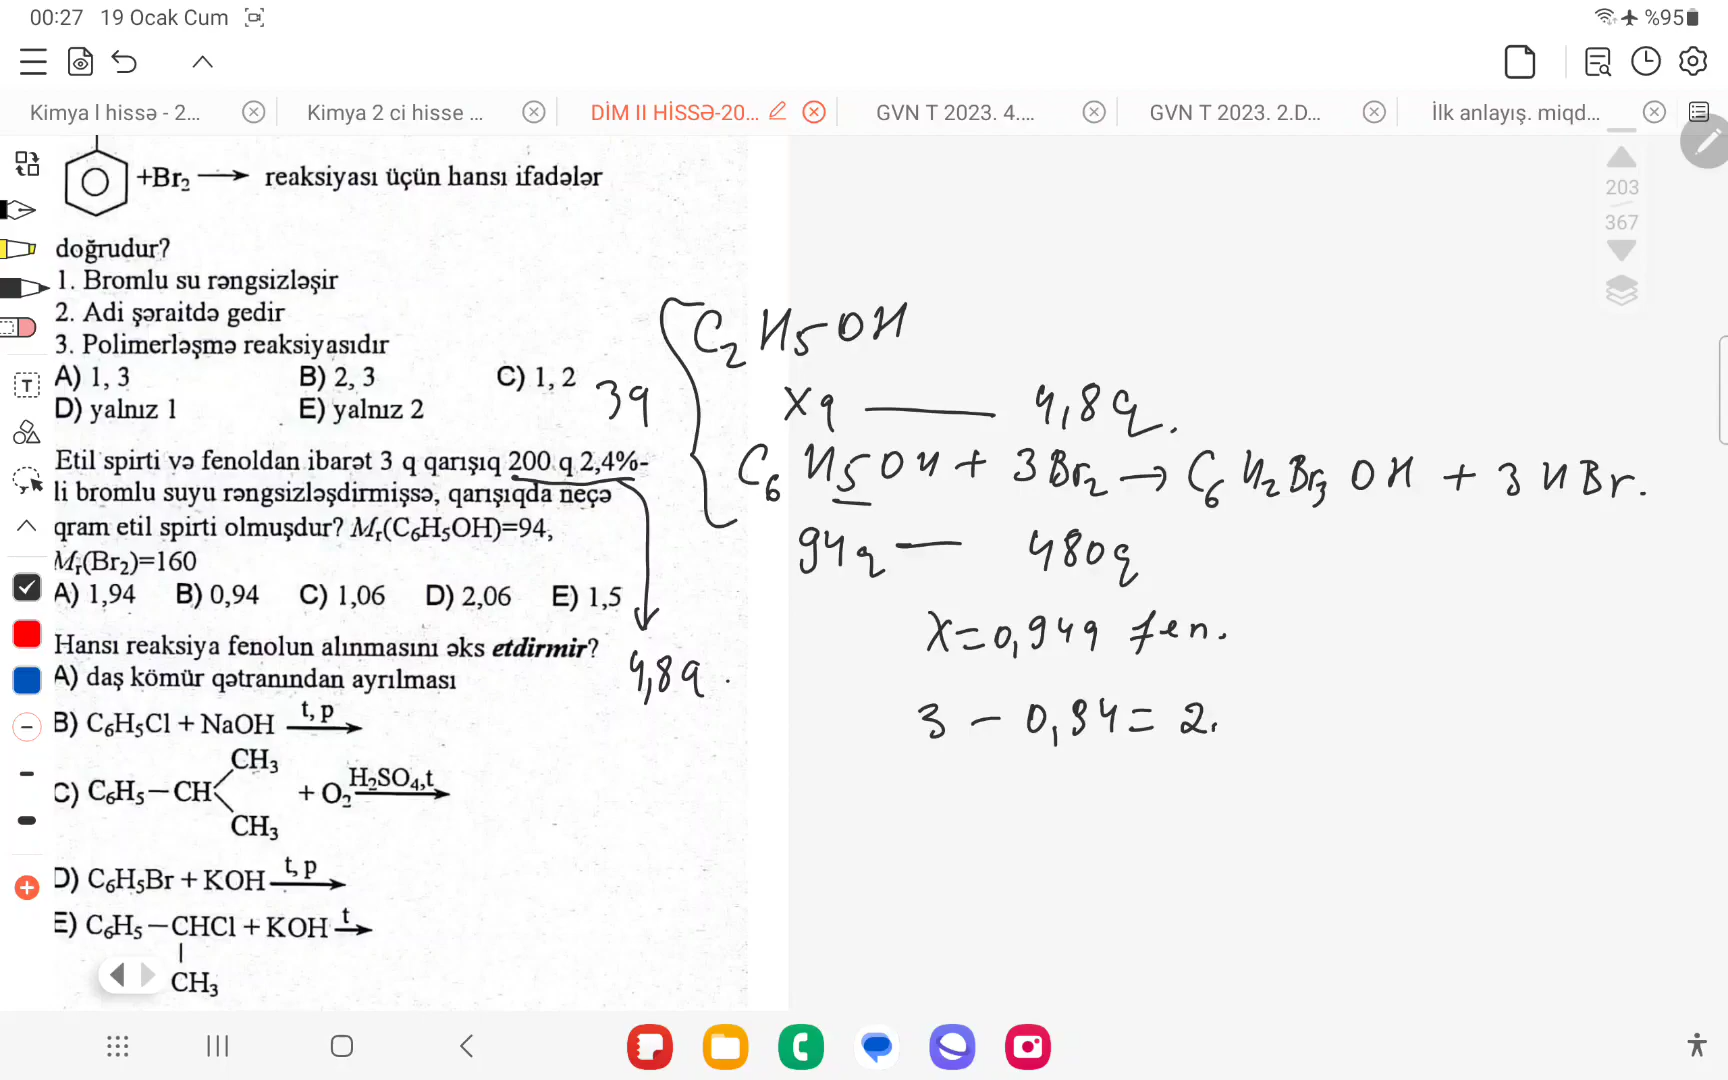 00:27 19 Ocak Cum %95
Kimya l hissə - 2... Kimya 2 ci hisse ... DİM II HİSSƏ-20... GVN T 2023. 4.... GVN T 2023. 2.D... İlk anlayış. miqd...
203
367
+Br₂ → reaksiyası üçün hansı ifadələr
doğrudur?
1. Bromlu su rəngsizləşir
2. Adi şəraitdə gedir
3. Polimerləşmə reaksiyasıdır
A) 1, 3 B) 2, 3 C) 1, 2
D) yalnız 1 E) yalnız 2
Etil spirti və fenoldan ibarət 3 q qarışıq 200 q 2,4%-
li bromlu suyu rəngsizləşdirmişsə, qarışıqda neçə
qram etil spirti olmuşdur? Mᵣ(C₆H₅OH)=94,
Mᵣ(Br₂)=160
A) 1,94 B) 0,94 C) 1,06 D) 2,06 E) 1,5
Hansı reaksiya fenolun alınmasını əks etdirmir?
A) daş kömür qətranından ayrılması
B) C₆H₅Cl + NaOH t, p →
CH₃
C) C₆H₅–CH + O₂ H₂SO₄,t →
CH₃
D) C₆H₅Br + KOH t, p →
E) C₆H₅–CHCl + KOH t →
CH₃
C₂H₅OH
3q
xq — 4,8q.
C₆H₅OH + 3Br₂ → C₆H₂Br₃OH + 3HBr.
94q — 480q
x=0,94q fen.
4,8q.
3 – 0,94 = 2.